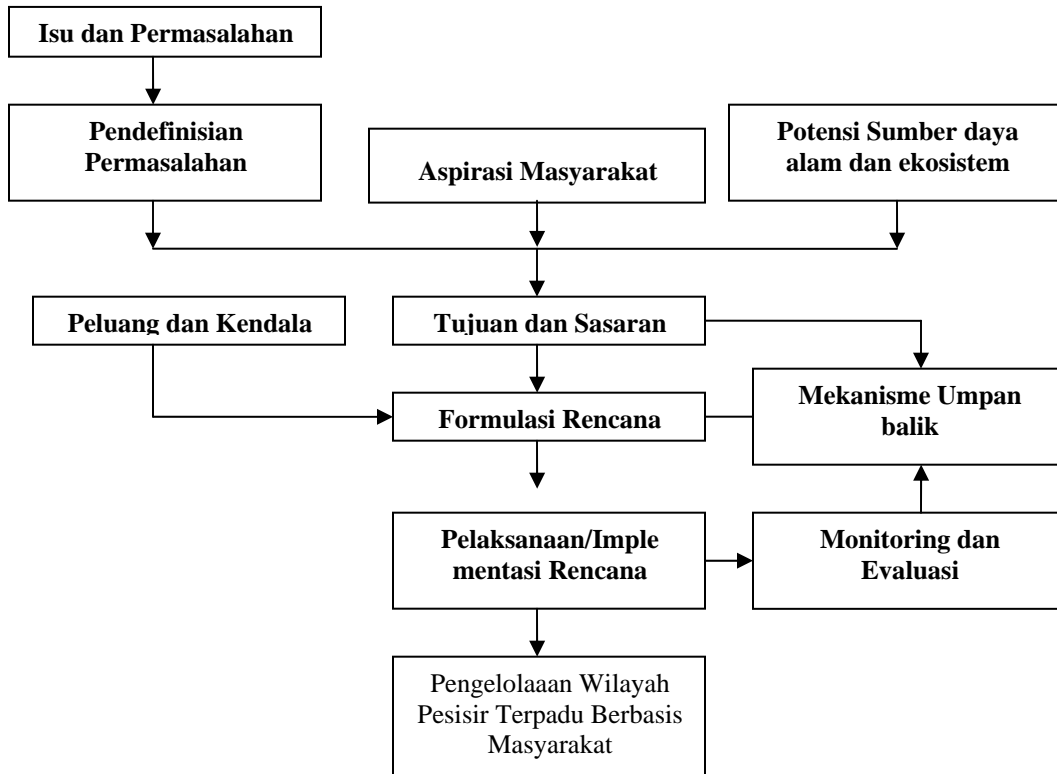 Isu dan Permasalahan
Pendefinisian
Permasalahan
Aspirasi Masyarakat
Potensi Sumber daya
alam dan ekosistem
Peluang dan Kendala
Tujuan dan Sasaran
Mekanisme Umpan
balik
Formulasi Rencana
Pelaksanaan/Imple
mentasi Rencana
Monitoring dan
Evaluasi
Pengelolaaan Wilayah
Pesisir Terpadu Berbasis
Masyarakat